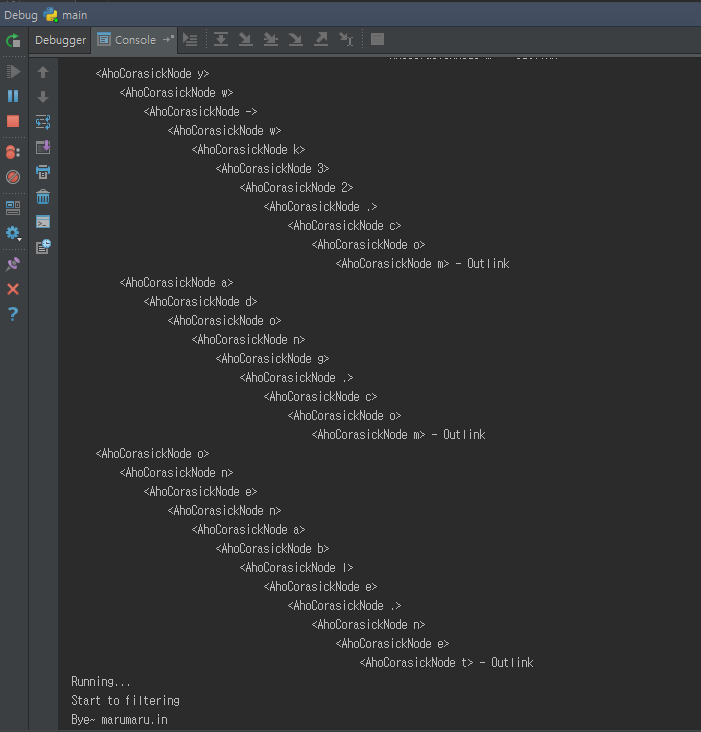 Debug main
Debugger Console
<AhoCorasickNode y>
<AhoCorasickNode w>
<AhoCorasickNode ->
<AhoCorasickNode w>
<AhoCorasickNode k>
<AhoCorasickNode 3>
<AhoCorasickNode 2>
<AhoCorasickNode .>
<AhoCorasickNode c>
<AhoCorasickNode o>
<AhoCorasickNode m> - Outlink
<AhoCorasickNode a>
<AhoCorasickNode d>
<AhoCorasickNode o>
<AhoCorasickNode n>
<AhoCorasickNode g>
<AhoCorasickNode .>
<AhoCorasickNode c>
<AhoCorasickNode o>
<AhoCorasickNode m> - Outlink
<AhoCorasickNode o>
<AhoCorasickNode n>
<AhoCorasickNode e>
<AhoCorasickNode n>
<AhoCorasickNode a>
<AhoCorasickNode b>
<AhoCorasickNode l>
<AhoCorasickNode e>
<AhoCorasickNode .>
<AhoCorasickNode n>
<AhoCorasickNode e>
<AhoCorasickNode t> - Outlink
Running...
Start to filtering
Bye~ marumaru.in